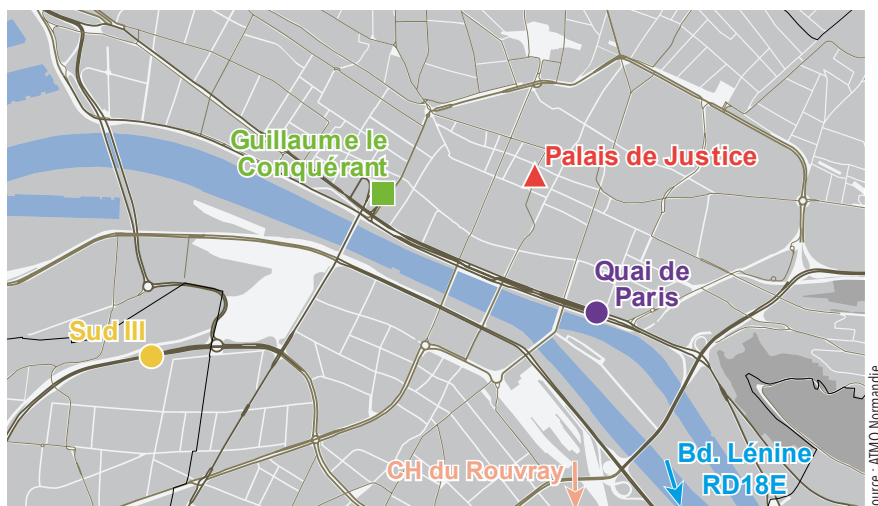 Guillaume le
Conquérant
Palais de Justice
Quai de
Paris
Sud III
CH du Rouvray
Bd. Lénine
RD18E
ource : ATMO Normandie